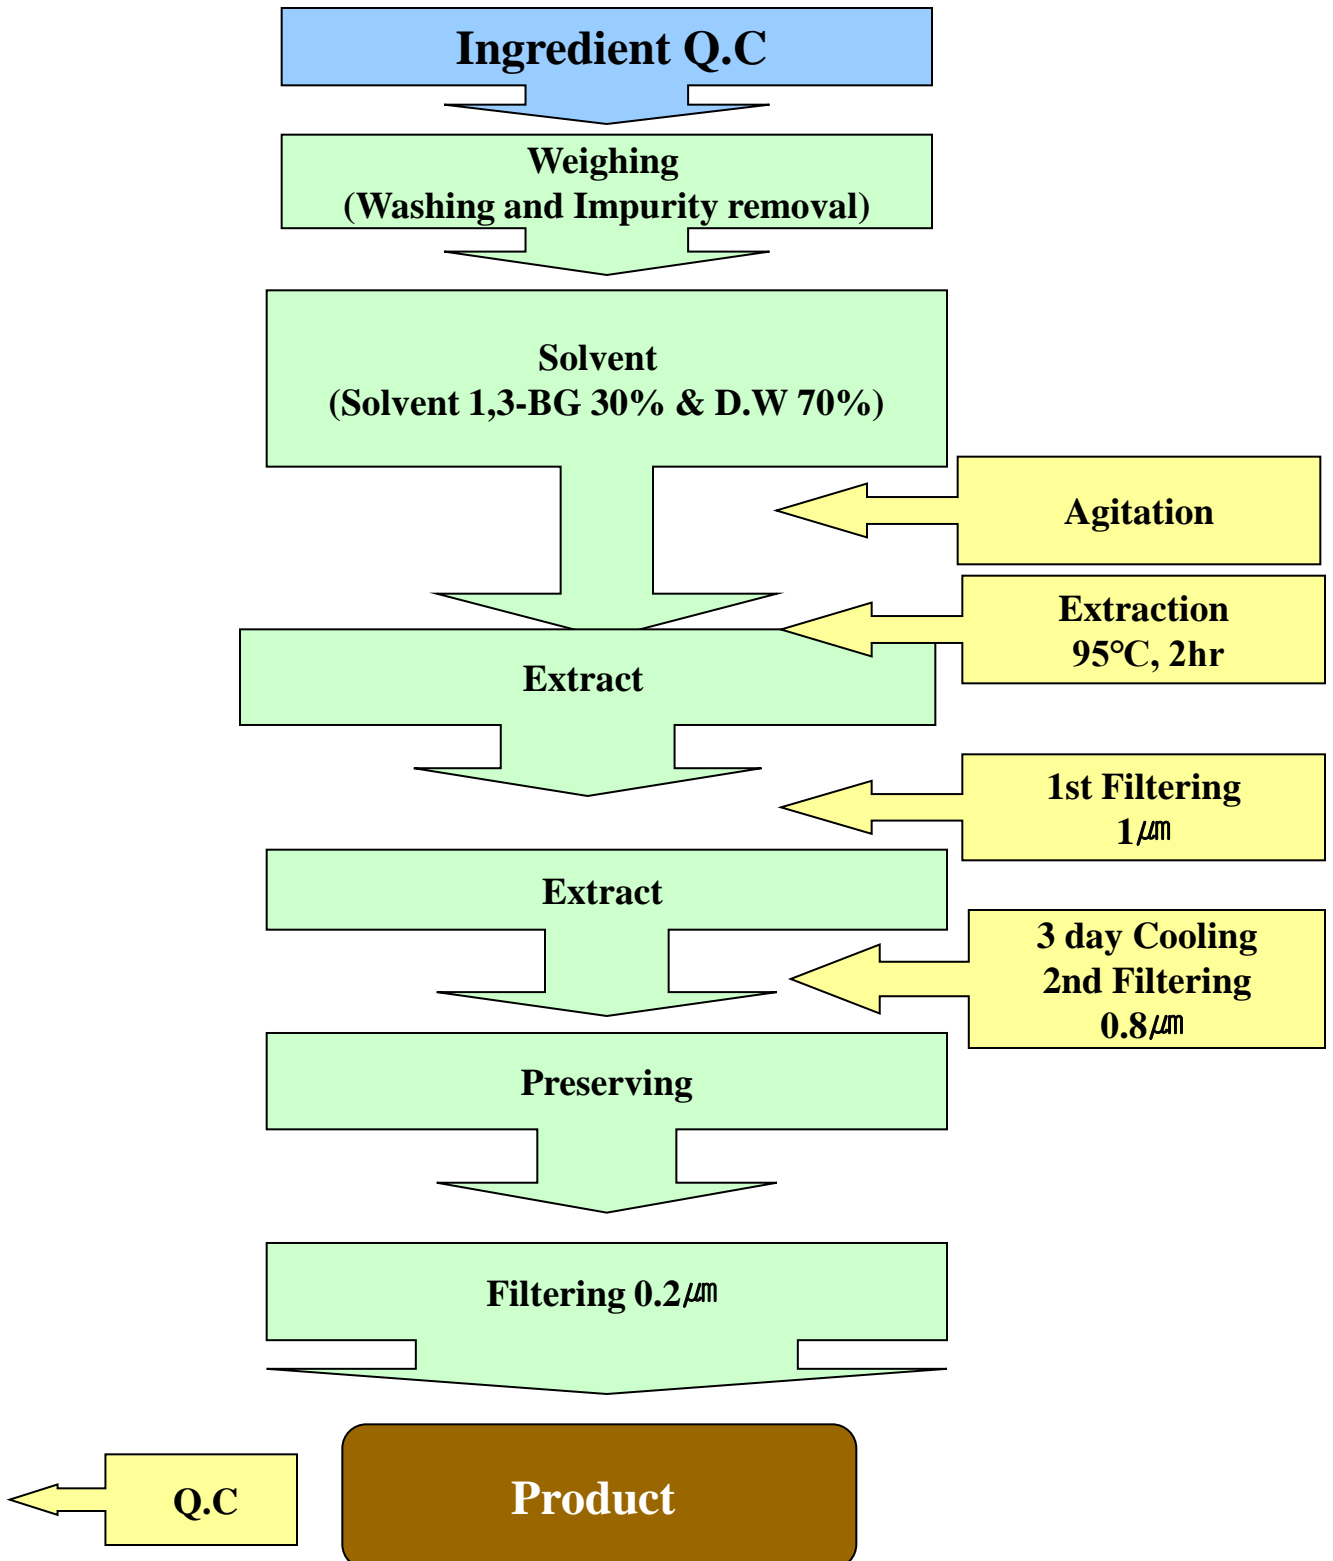 Ingredient Q.C
Weighing
(Washing and Impurity removal)
Solvent
(Solvent 1,3-BG 30% & D.W 70%)
Agitation
Extraction
95℃, 2hr
Extract
1st Filtering
1㎛
Extract
3 day Cooling
2nd Filtering
0.8㎛
Preserving
Filtering 0.2㎛
Q.C
Product